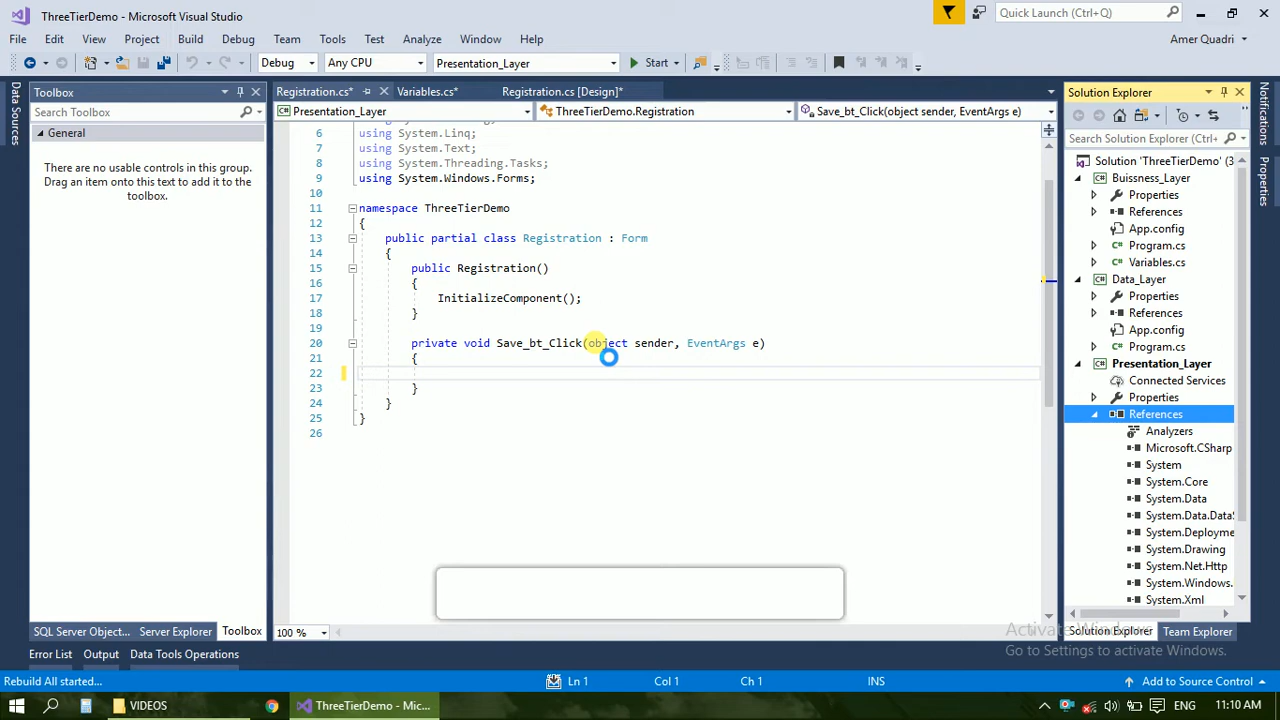 ThreeTierDemo - Microsoft Visual Studio
Quick Launch (Ctrl+Q)
File Edit View Project Build Debug Team Tools Test Analyze Window Help
Amer Quadri
Debug Any CPU Presentation_Layer Start
Data Sources
Toolbox
Search Toolbox
General
There are no usable controls in this group.
Drag an item onto this text to add it to the
toolbox.
SQL Server Object... Server Explorer Toolbox
Registration.cs* Variables.cs* Registration.cs [Design]*
Presentation_Layer ThreeTierDemo.Registration Save_bt_Click(object sender, EventArgs e)
6 using System.Linq;
7 using System.Text;
8 using System.Threading.Tasks;
9 using System.Windows.Forms;
10
11 namespace ThreeTierDemo
12 {
13 public partial class Registration : Form
14 {
15 public Registration()
16 {
17 InitializeComponent();
18 }
19
20 private void Save_bt_Click(object sender, EventArgs e)
21 {
22
23 }
24 }
25 }
26
100 %
Solution Explorer
Search Solution Explorer (Ctrl+
Solution 'ThreeTierDemo' (3
Buissness_Layer
Properties
References
App.config
Program.cs
Variables.cs
Data_Layer
Properties
References
App.config
Program.cs
Presentation_Layer
Connected Services
Properties
References
Analyzers
Microsoft.CSharp
System
System.Core
System.Data
System.Data.DataS
System.Deployme
System.Drawing
System.Net.Http
System.Windows.
System.Xml
Solution Explorer Team Explorer
Notifications
Properties
Activate Windows
Go to Settings to activate Windows.
Error List Output Data Tools Operations
Rebuild All started... Ln 1 Col 1 Ch 1 INS Add to Source Control
VIDEOS ThreeTierDemo - Mic... ENG 11:10 AM